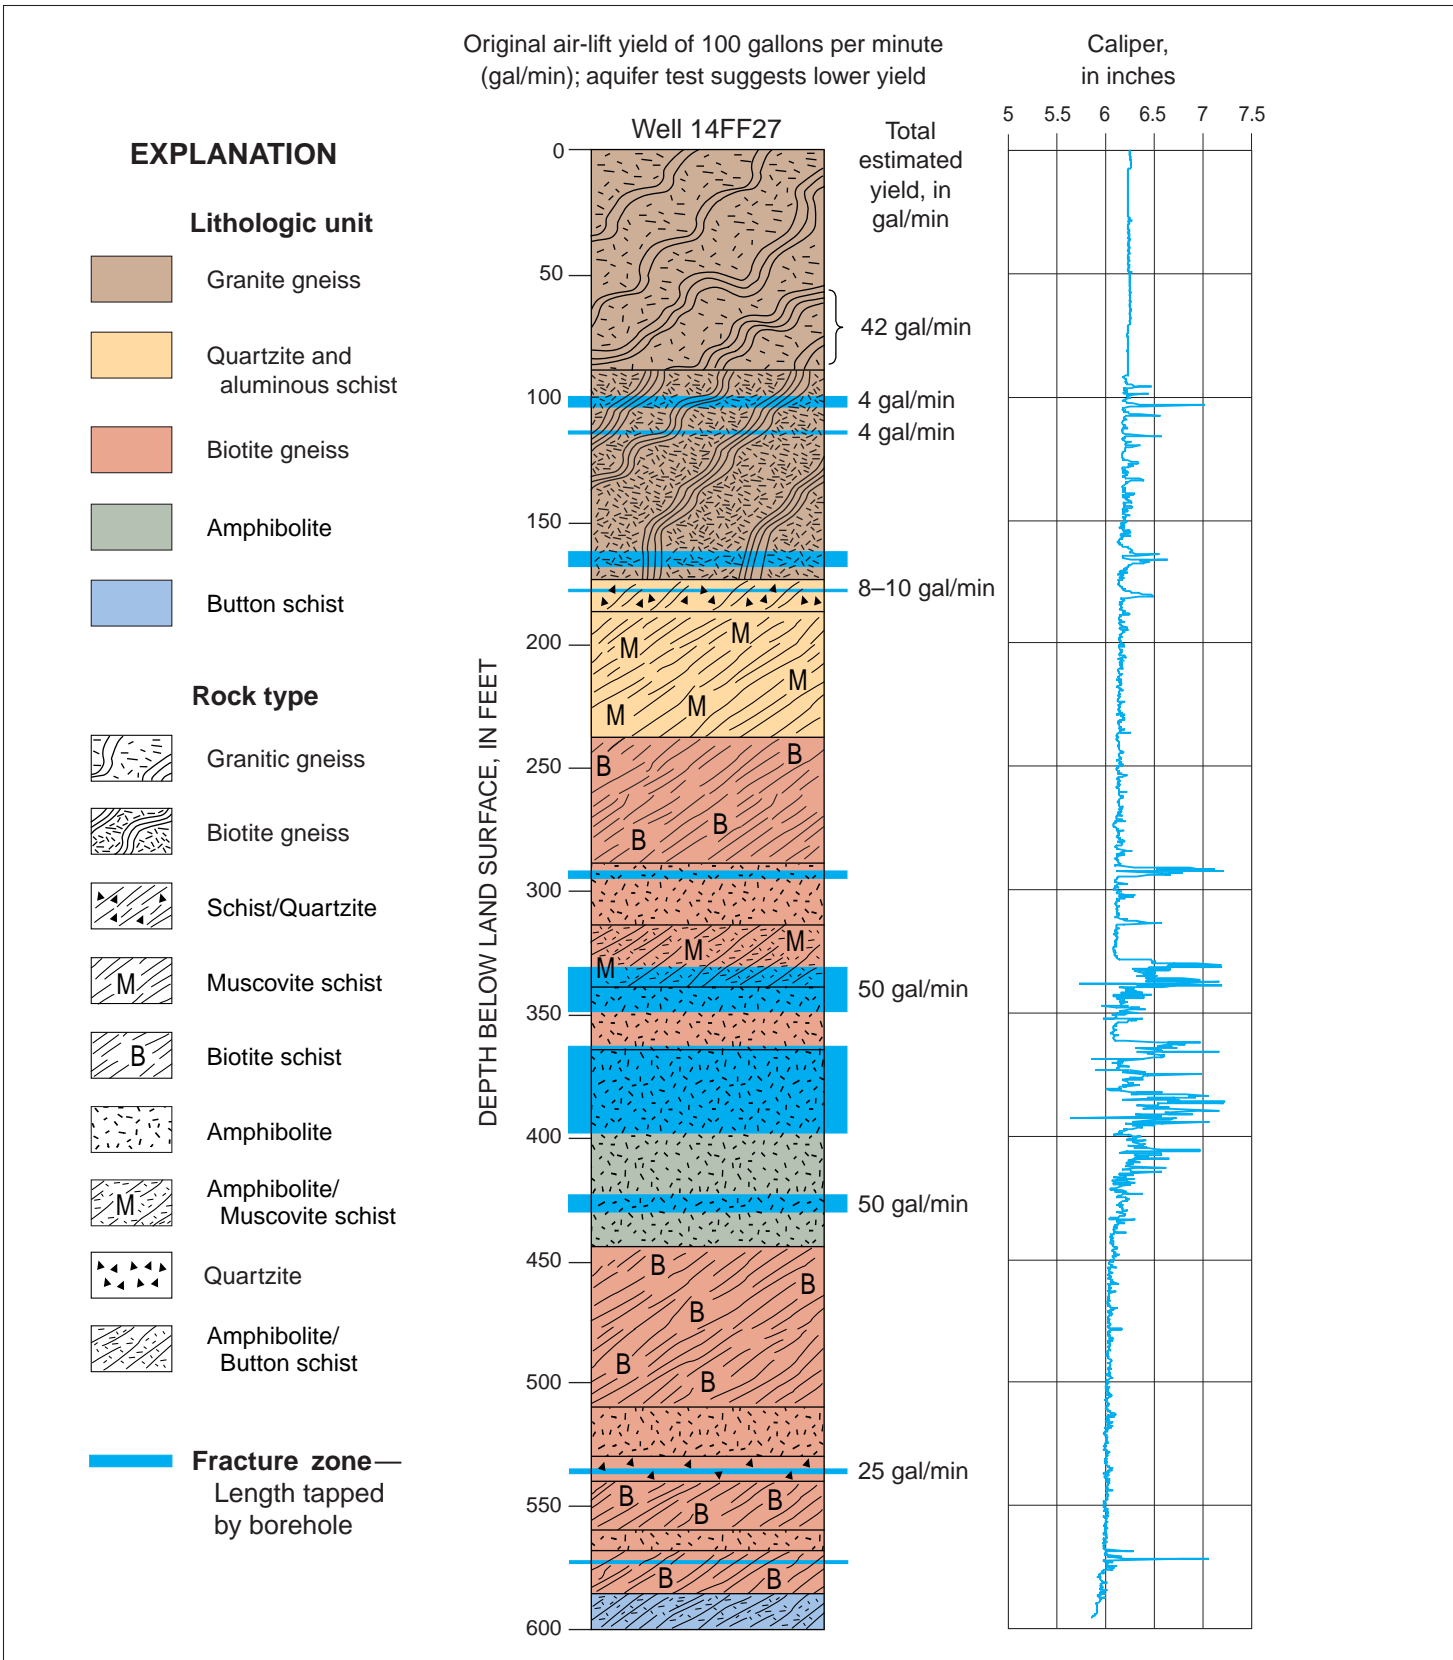 Original air-lift yield of 100 gallons per minute
(gal/min); aquifer test suggests lower yield
Caliper,
in inches
5 5.5 6 6.5 7 7.5
Well 14FF27
Total
estimated
yield, in
gal/min
EXPLANATION
Lithologic unit
Granite gneiss
Quartzite and
aluminous schist
Biotite gneiss
Amphibolite
Button schist
Rock type
Granitic gneiss
Biotite gneiss
Schist/Quartzite
M
Muscovite schist
B
Biotite schist
Amphibolite
M
Amphibolite/
Muscovite schist
Quartzite
Amphibolite/
Button schist
Fracture zone—
Length tapped
by borehole
DEPTH BELOW LAND SURFACE, IN FEET
0
50
100
150
200
250
300
350
400
450
500
550
600
M M
M
M M
B B
B B
M M
M
B B
B
B
B
B B
B
B B
42 gal/min
4 gal/min
4 gal/min
8–10 gal/min
50 gal/min
50 gal/min
25 gal/min